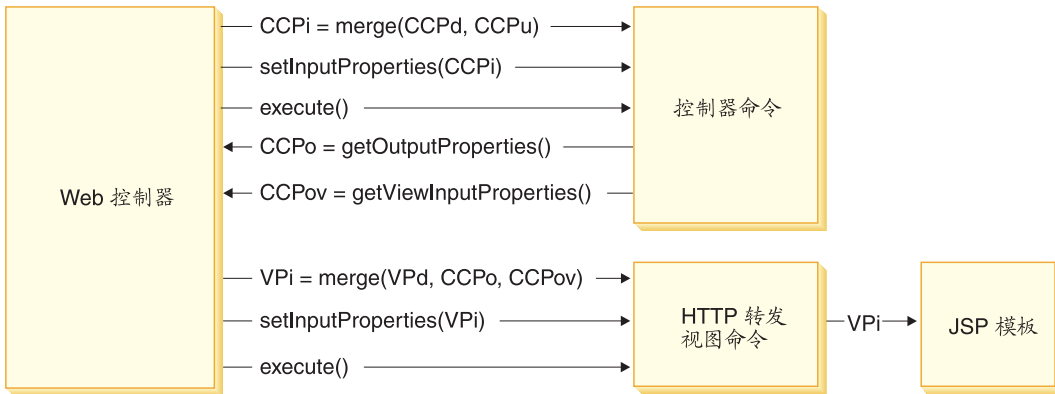 CCPi = merge(CCPd, CCPu)
setInputProperties(CCPi)
execute()
CCPo = getOutputProperties()
CCPov = getViewInputProperties()
控制器命令
Web 控制器
VPi = merge(VPd, CCPo, CCPov)
setInputProperties(VPi)
execute()
HTTP 转发
视图命令
VPi
JSP 模板